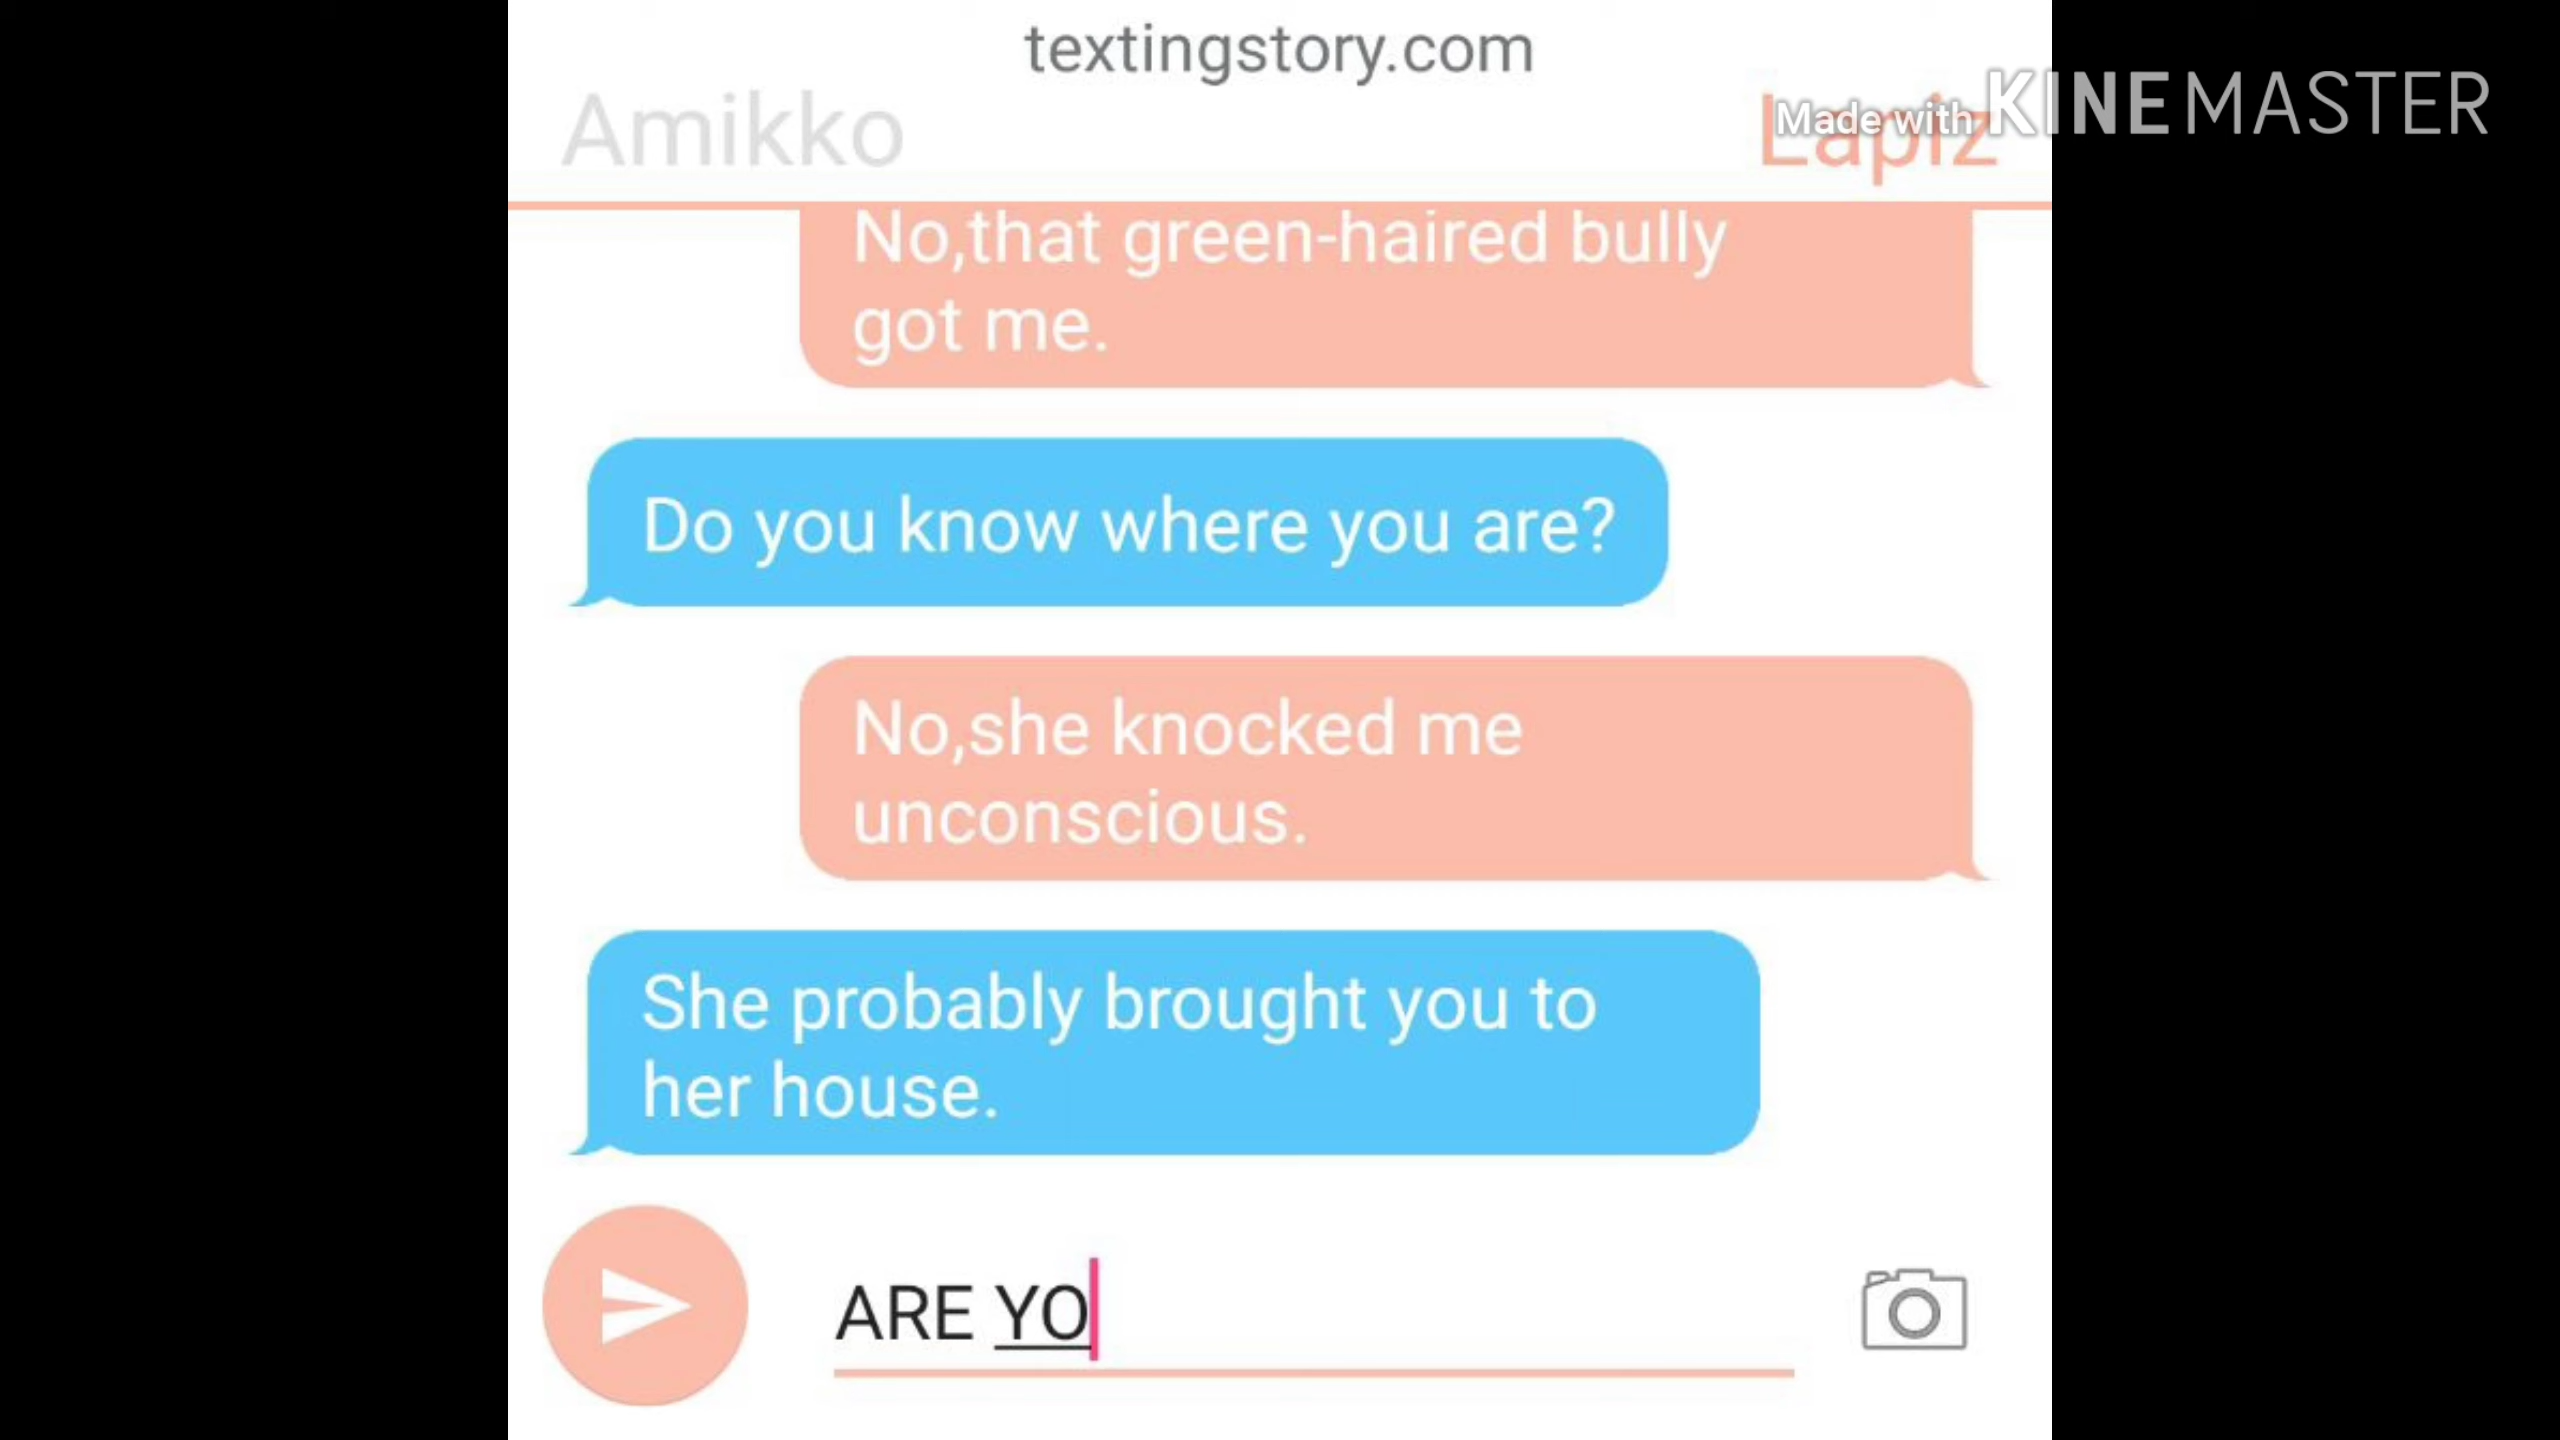 textingstory.com
Amikko
Lapiz
Made with KINEMASTER
No,that green-haired bully
got me.
Do you know where you are?
No,she knocked me
unconscious.
She probably brought you to
her house.
ARE YO